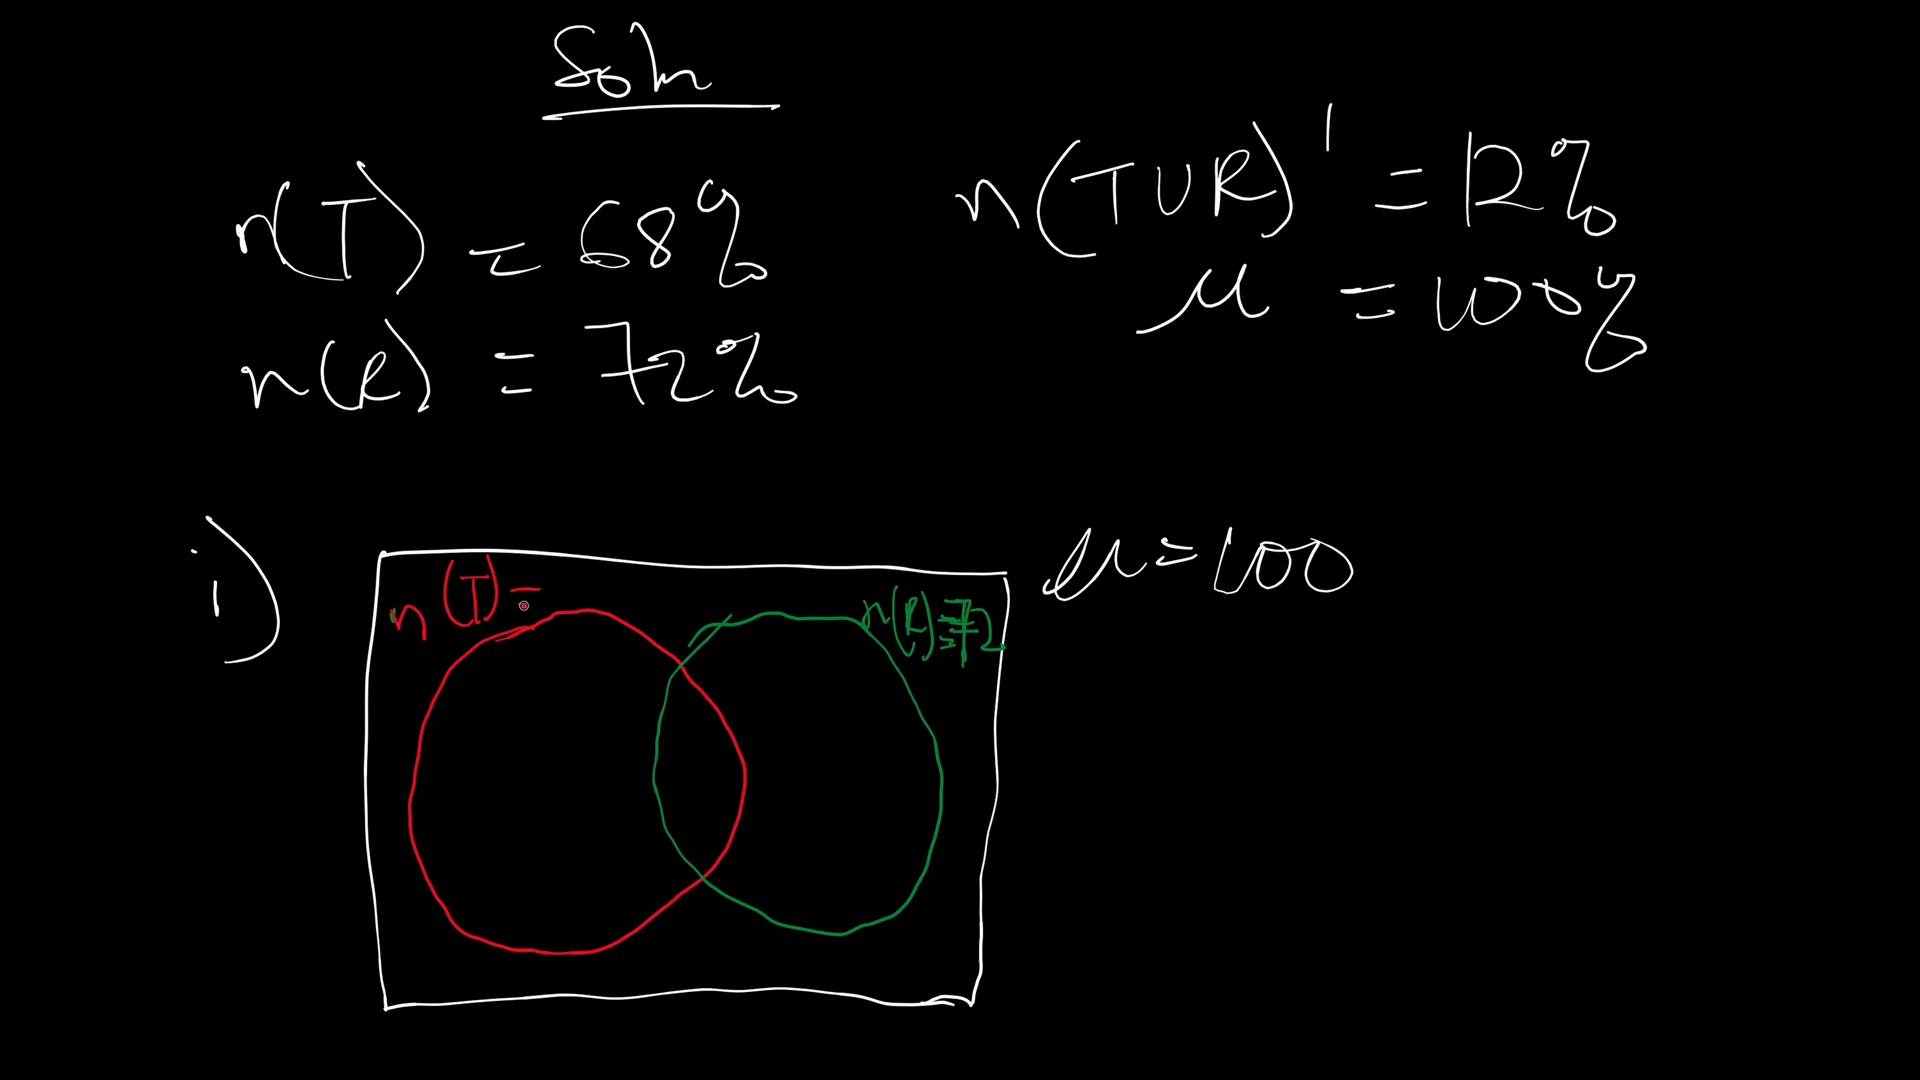 Soln
n(T) = 68%
n(R) = 72%
n(TUR)' = 12%
μ = 100%
i)
μ = 100
n(T) =
n(R) = 72